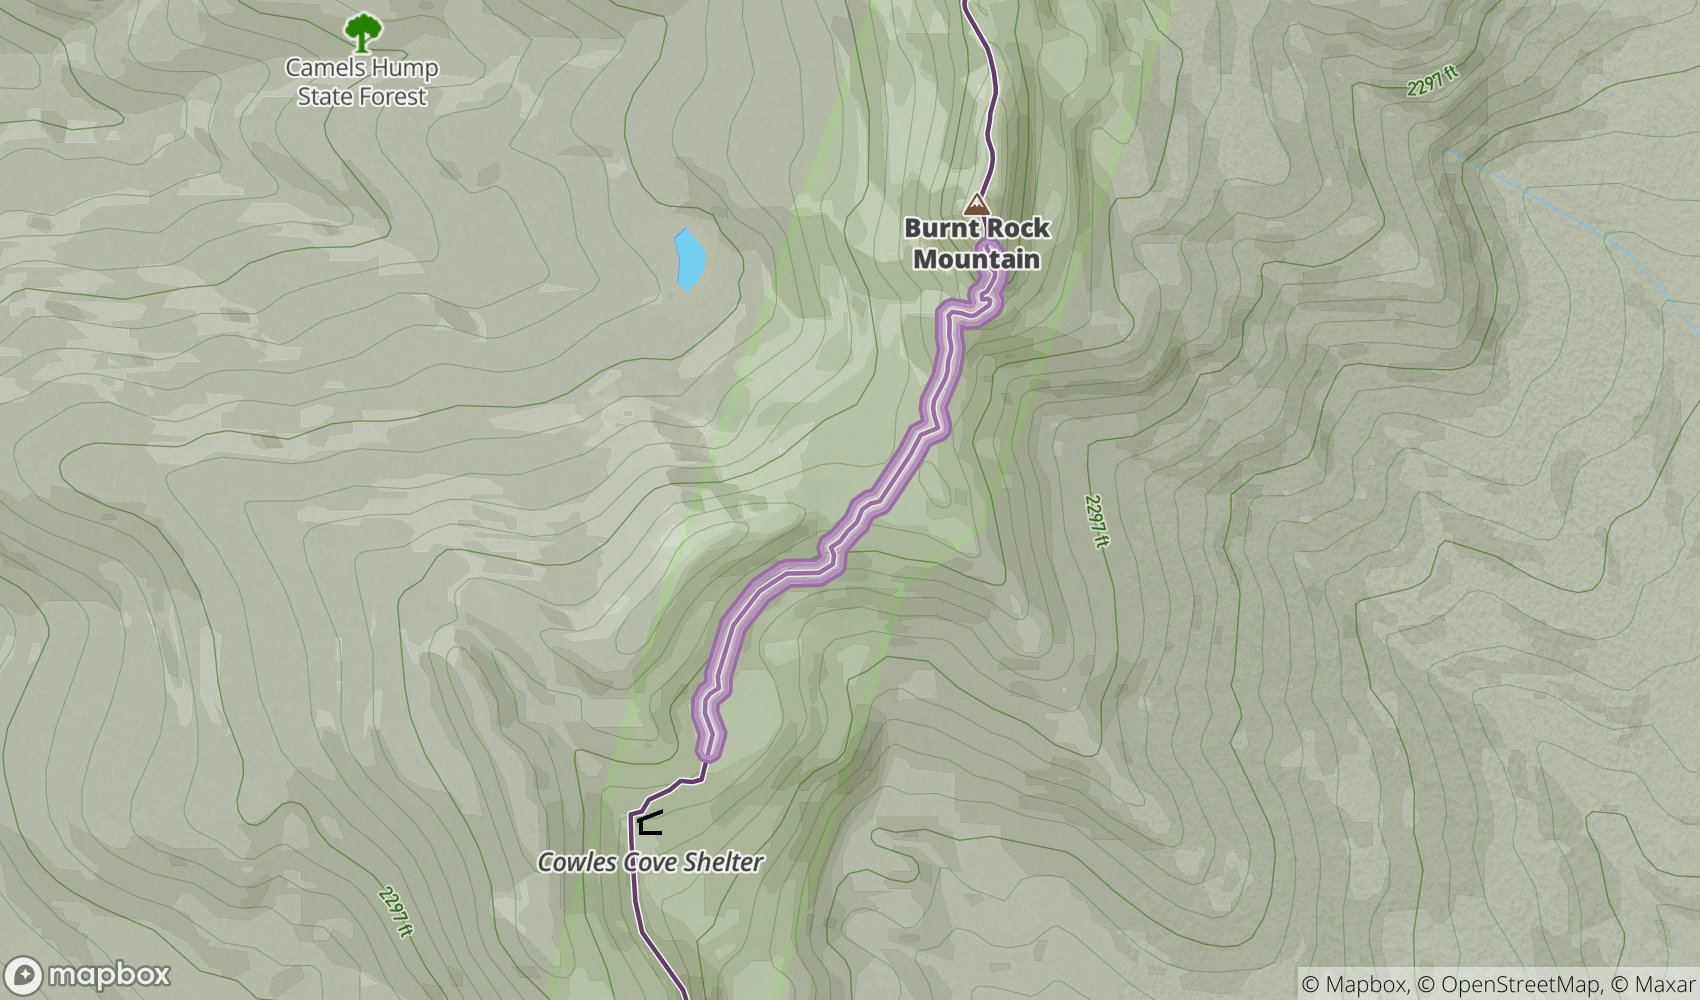 Camels Hump
State Forest
2297 ft
Burnt Rock
Mountain
2297 ft
Cowles Cove Shelter
2297 ft
mapbox
© Mapbox, © OpenStreetMap, © Maxar